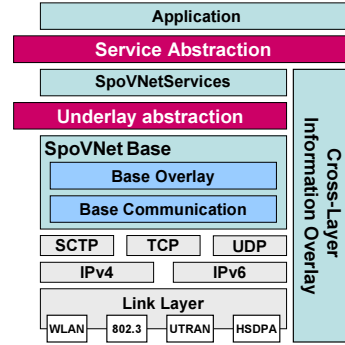 Application
Service Abstraction
SpoVNetServices
Underlay abstraction
SpoVNet Base
Base Overlay
Base Communication
SCTP
TCP
UDP
IPv4
IPv6
Link Layer
WLAN
802.3
UTRAN
HSDPA
Cross-Layer
Information Overlay